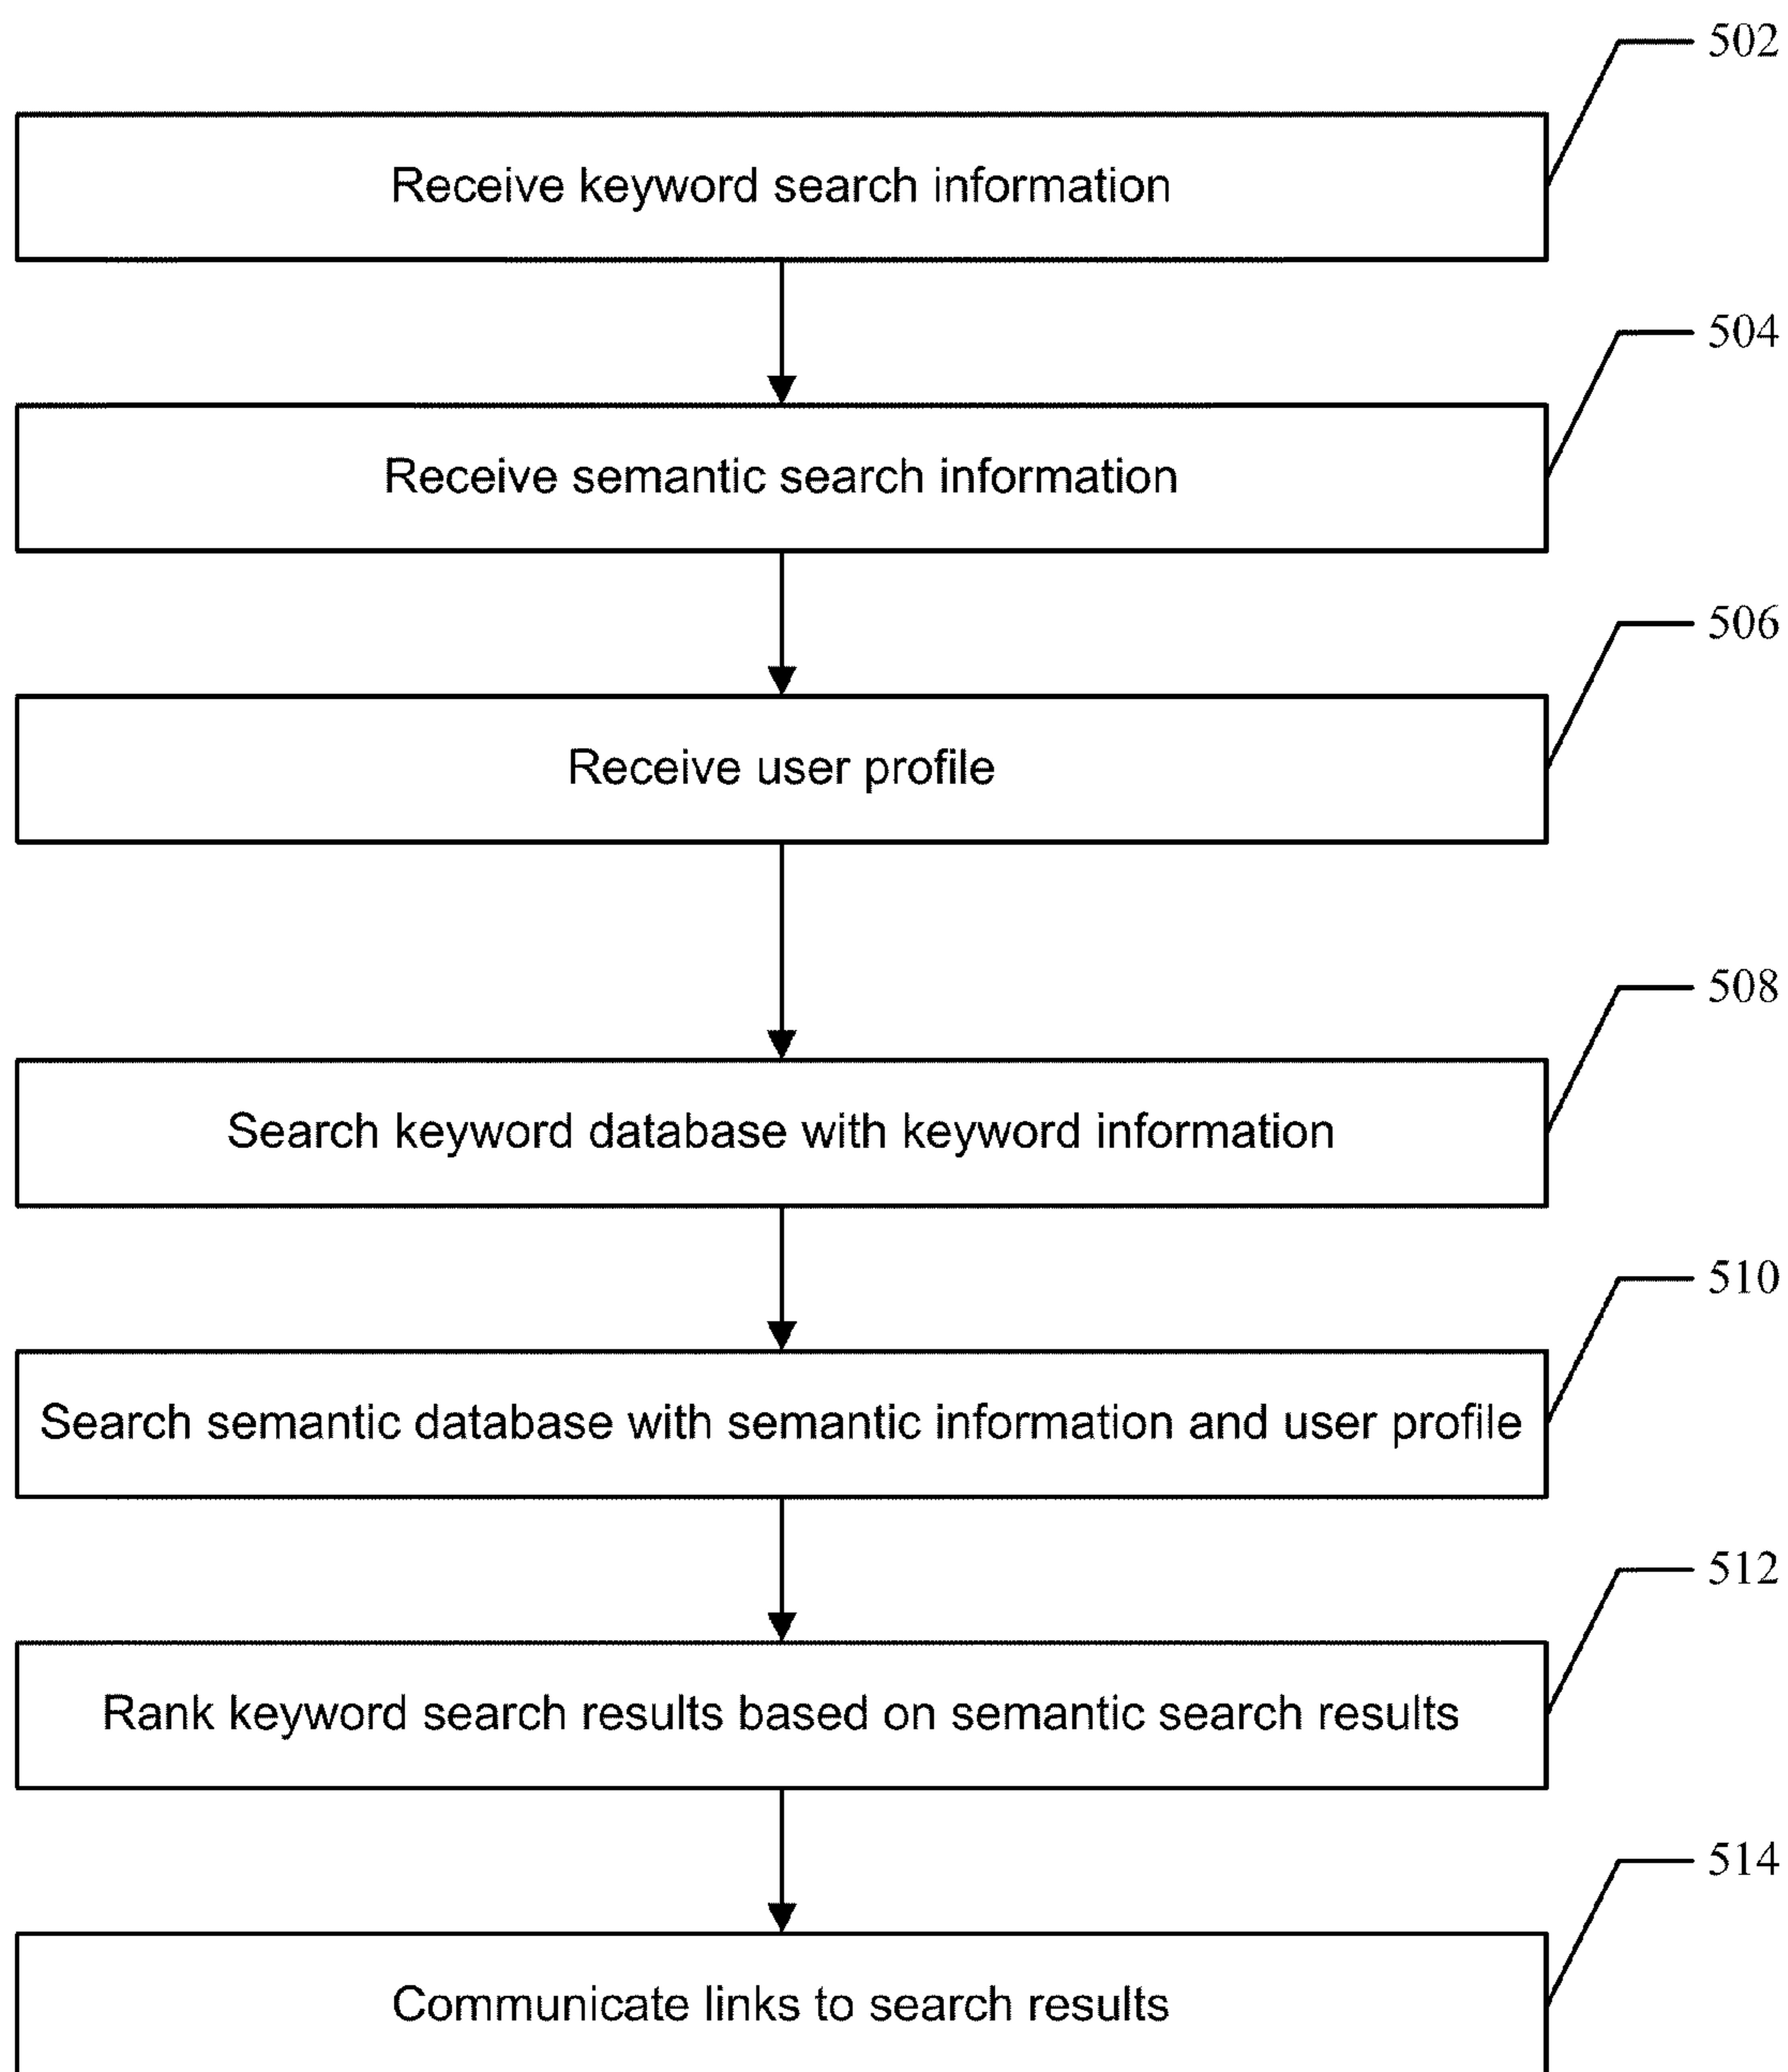 502
Receive keyword search information
504
Receive semantic search information
506
Receive user profile
508
Search keyword database with keyword information
510
Search semantic database with semantic information and user profile
512
Rank keyword search results based on semantic search results
514
Communicate links to search results